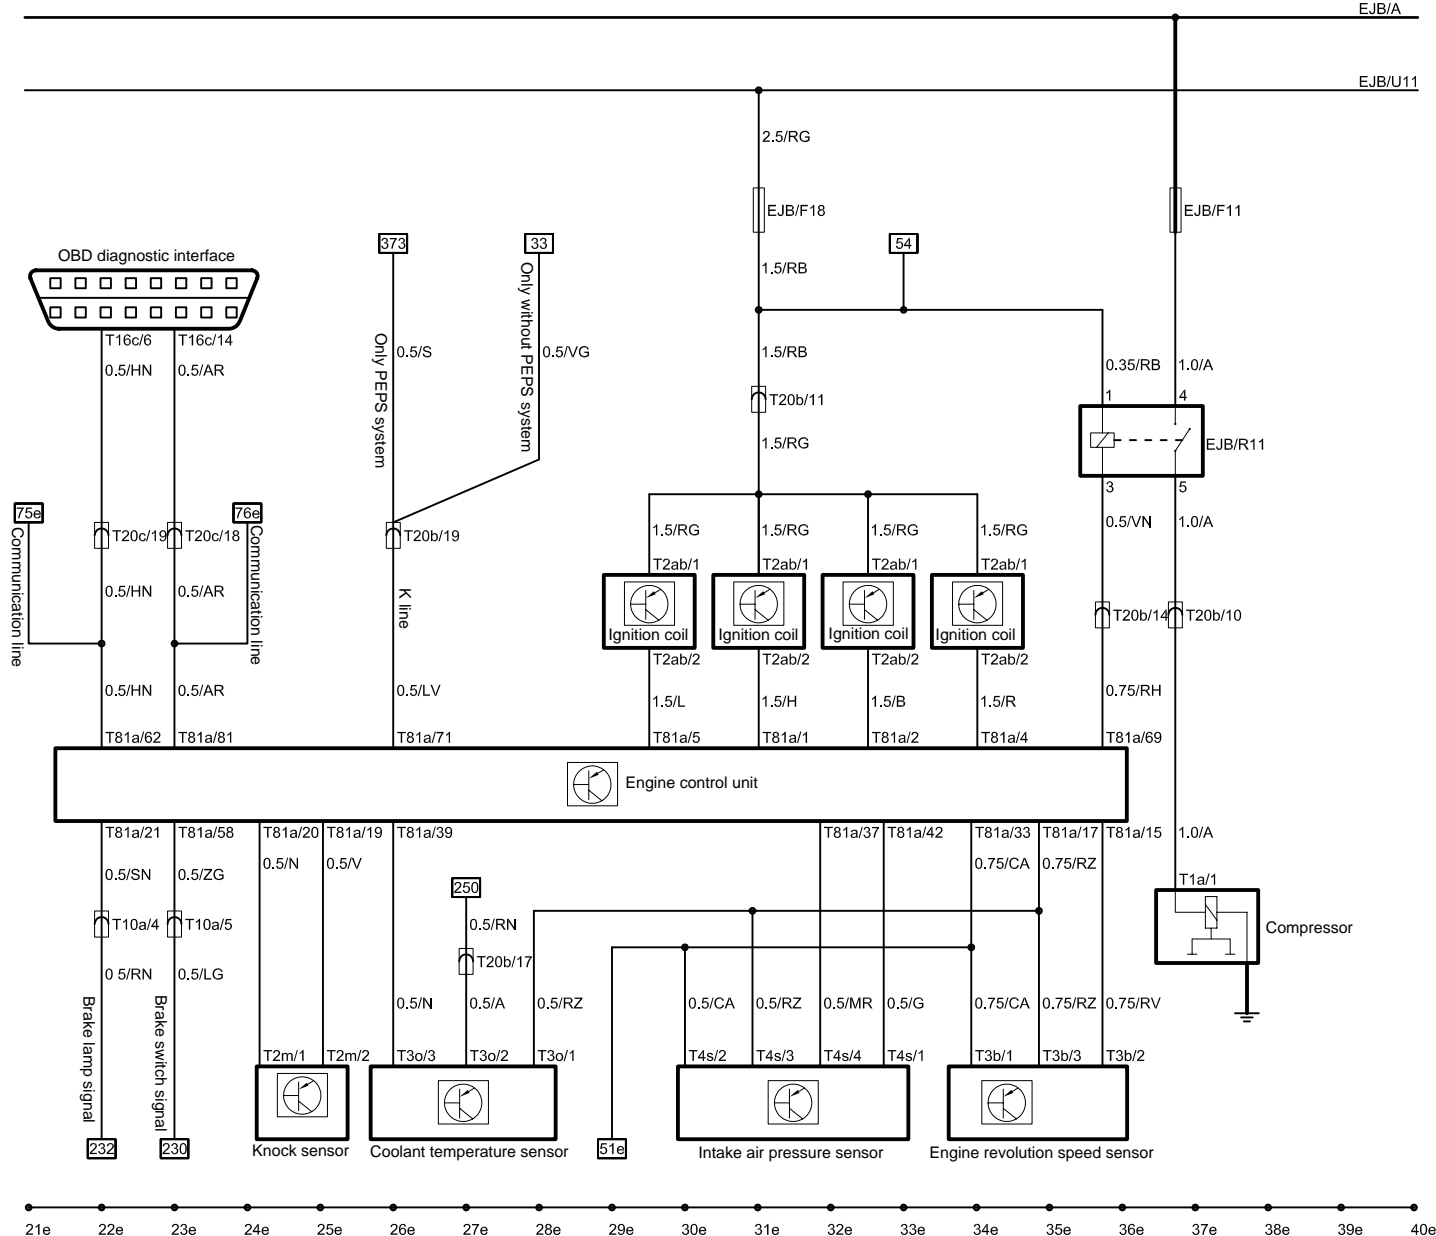 EJB/A
EJB/U11
2.5/RG
EJB/F18
EJB/F11
373
33
54
OBD diagnostic interface
1.5/RB
T16c/6
T16c/14
0.5/HN
0.5/AR
Only PEPS system
0.5/S
Only without PEPS system
0.5/VG
1.5/RB
0.35/RB
1.0/A
1
4
T20b/11
1.5/RG
EJB/R11
3
5
75e
76e
0.5/VN
1.0/A
Communication line
T20c/19
T20c/18
Communication line
T20b/19
1.5/RG
1.5/RG
1.5/RG
1.5/RG
T2ab/1
T2ab/1
T2ab/1
T2ab/1
0.5/HN
0.5/AR
K line
T20b/14
T20b/10
Ignition coil
Ignition coil
Ignition coil
Ignition coil
T2ab/2
T2ab/2
T2ab/2
T2ab/2
0.5/HN
0.5/AR
0.5/LV
1.5/L
1.5/H
1.5/B
1.5/R
0.75/RH
T81a/62
T81a/81
T81a/71
T81a/5
T81a/1
T81a/2
T81a/4
T81a/69
Engine control unit
T81a/21
T81a/58
T81a/20
T81a/19
T81a/39
T81a/37
T81a/42
T81a/33
T81a/17
T81a/15
1.0/A
0.5/SN
0.5/ZG
0.5/N
0.5/V
0.75/CA
0.75/RZ
T1a/1
250
T10a/4
T10a/5
0.5/RN
Compressor
T20b/17
0 5/RN
0.5/LG
0.5/N
0.5/A
0.5/RZ
0.5/CA
0.5/RZ
0.5/MR
0.5/G
0.75/CA
0.75/RZ
0.75/RV
Brake lamp signal
Brake switch signal
T2m/1
T2m/2
T3o/3
T3o/2
T3o/1
T4s/2
T4s/3
T4s/4
T4s/1
T3b/1
T3b/3
T3b/2
232
230
Knock sensor
Coolant temperature sensor
51e
Intake air pressure sensor
Engine revolution speed sensor
21e
22e
23e
24e
25e
26e
27e
28e
29e
30e
31e
32e
33e
34e
35e
36e
37e
38e
39e
40e